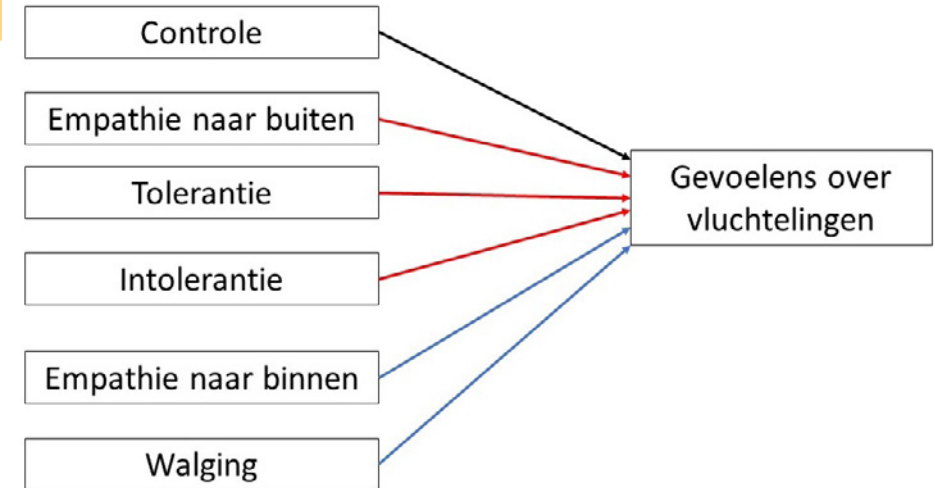 Controle
Empathie naar buiten
Tolerantie
Intolerantie
Empathie naar binnen
Walging
Gevoelens over
vluchtelingen